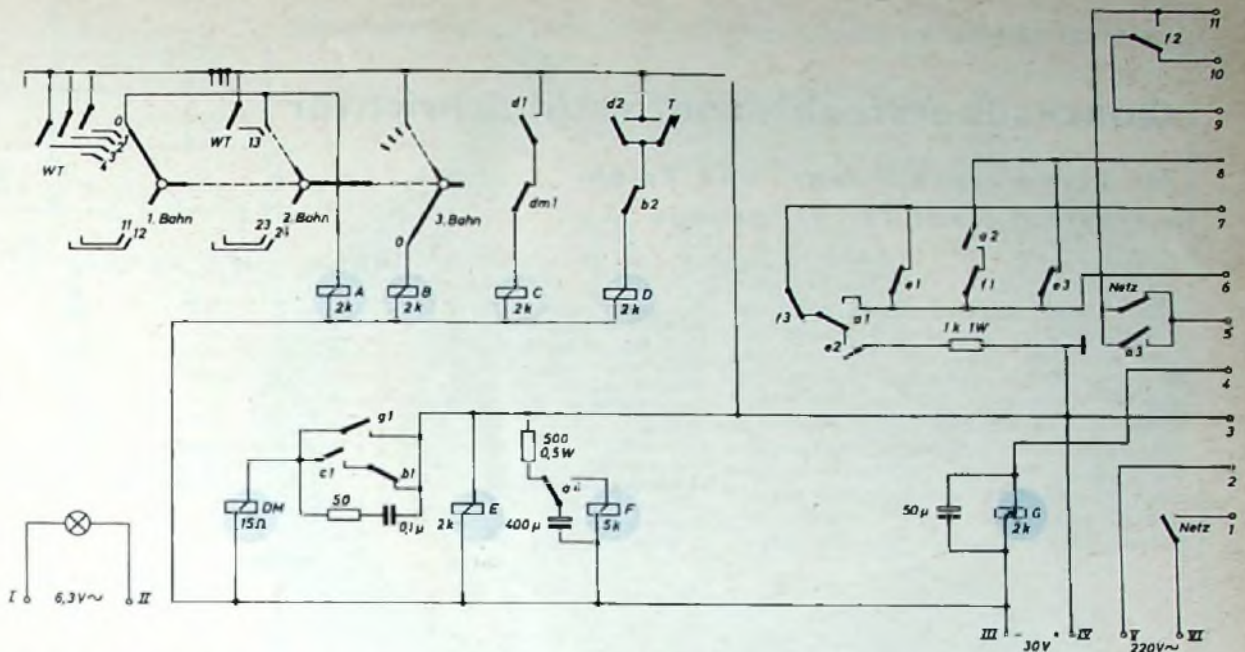 11
f2
10
9
8
7
6
5
4
3
2
1
d1
d2
T
0
WT
2
3
4
WT
13
1. Bahn
2. Bahn
3. Bahn
dm1
b2
11
12
23
24
0
A
2k
B
2k
C
2k
D
2k
a2
e1
f1
e3
f3
a1
e2
1k 1W
Netz
a3
g1
c1
b1
50
0,1µ
DM
15Ω
E
2k
500
0,5W
400µ
F
5k
50µ
G
2k
Netz
I
6,3V~
II
III
-
30V
+
IV
V
220V~
VI